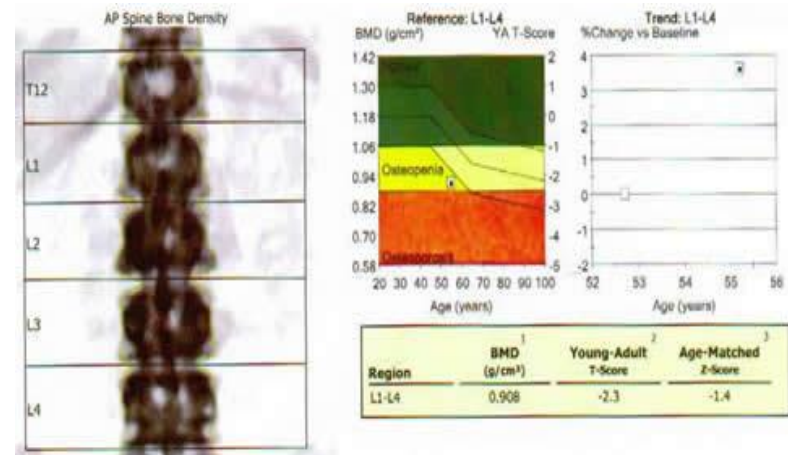 AP Spine Bone Density
T12
L1
L2
L3
L4
Reference: L1-L4
BMD (g/cm²) YA T-Score
1.42 2
1.30 1
1.18 0
1.06 -1
0.94 -2
0.82 -3
0.70 -4
0.58 -5
Osteopenia
Osteoporosis
20 30 40 50 60 70 80 90 100
Age (years)
Trend: L1-L4
%Change vs Baseline
4
3
2
1
0
-1
-2
52 53 54 55 56
Age (years)
1 2 3
BMD Young-Adult Age-Matched
Region (g/cm²) T-Score Z-Score
L1-L4 0.908 -2.3 -1.4